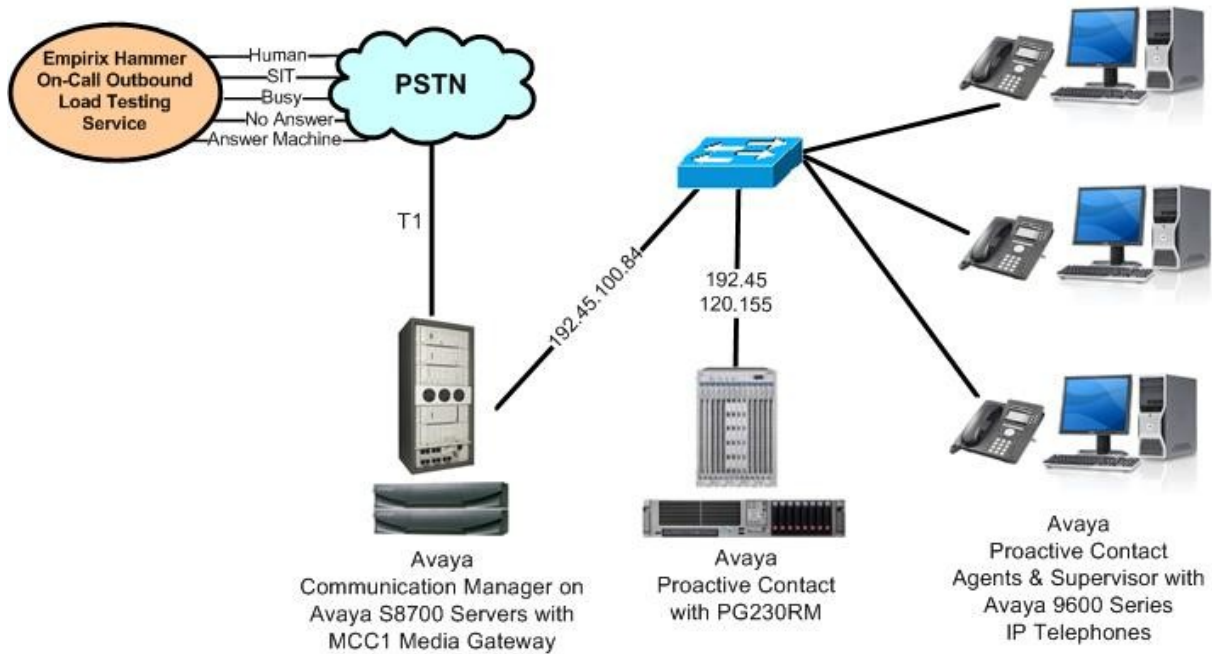 Empirix Hammer
On-Call Outbound
Load Testing
Service
Human
SIT
Busy
No Answer
Answer Machine
PSTN
T1
192.45.100.84
192.45
120.155
Avaya
Communication Manager on
Avaya S8700 Servers with
MCC1 Media Gateway
Avaya
Proactive Contact
with PG230RM
Avaya
Proactive Contact
Agents & Supervisor with
Avaya 9600 Series
IP Telephones